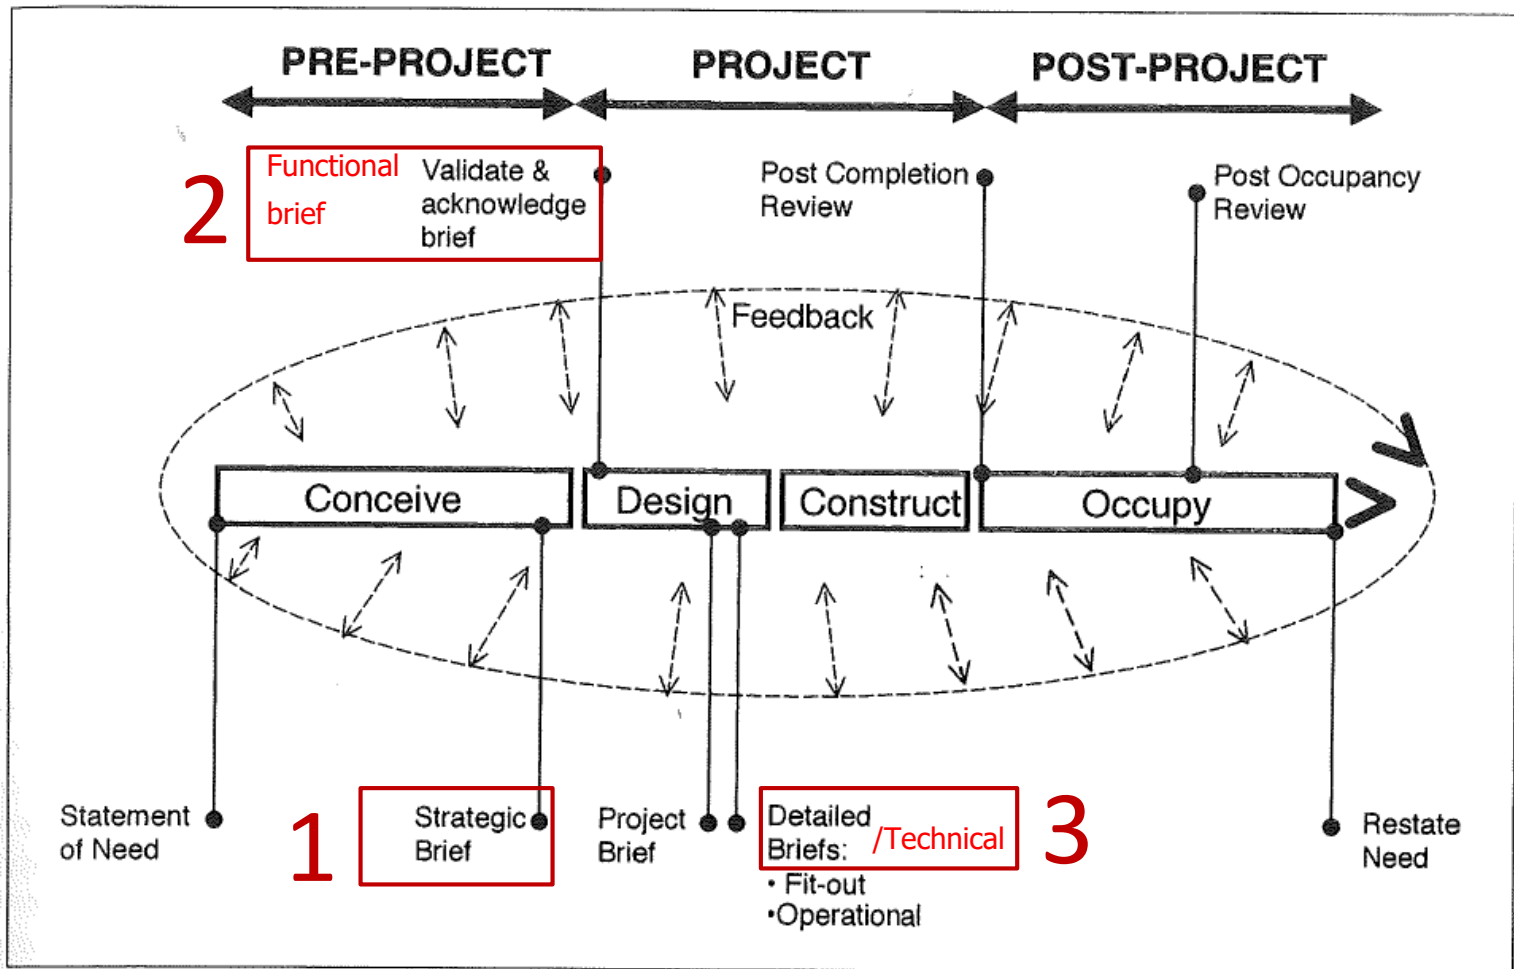 PRE-PROJECT
PROJECT
POST-PROJECT
2
Functional
brief
Validate &
acknowledge
brief
Post Completion
Review
Post Occupancy
Review
Feedback
Conceive
Design
Construct
Occupy
Statement
of Need
1
Strategic
Brief
Project
Brief
Detailed
Briefs:
/Technical
• Fit-out
•Operational
3
Restate
Need